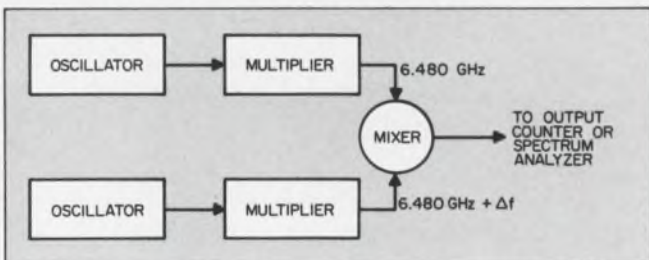 OSCILLATOR
MULTIPLIER
6.480 GHz
MIXER
TO OUTPUT
COUNTER OR
SPECTRUM
ANALYZER
OSCILLATOR
MULTIPLIER
6.480 GHz + Δf